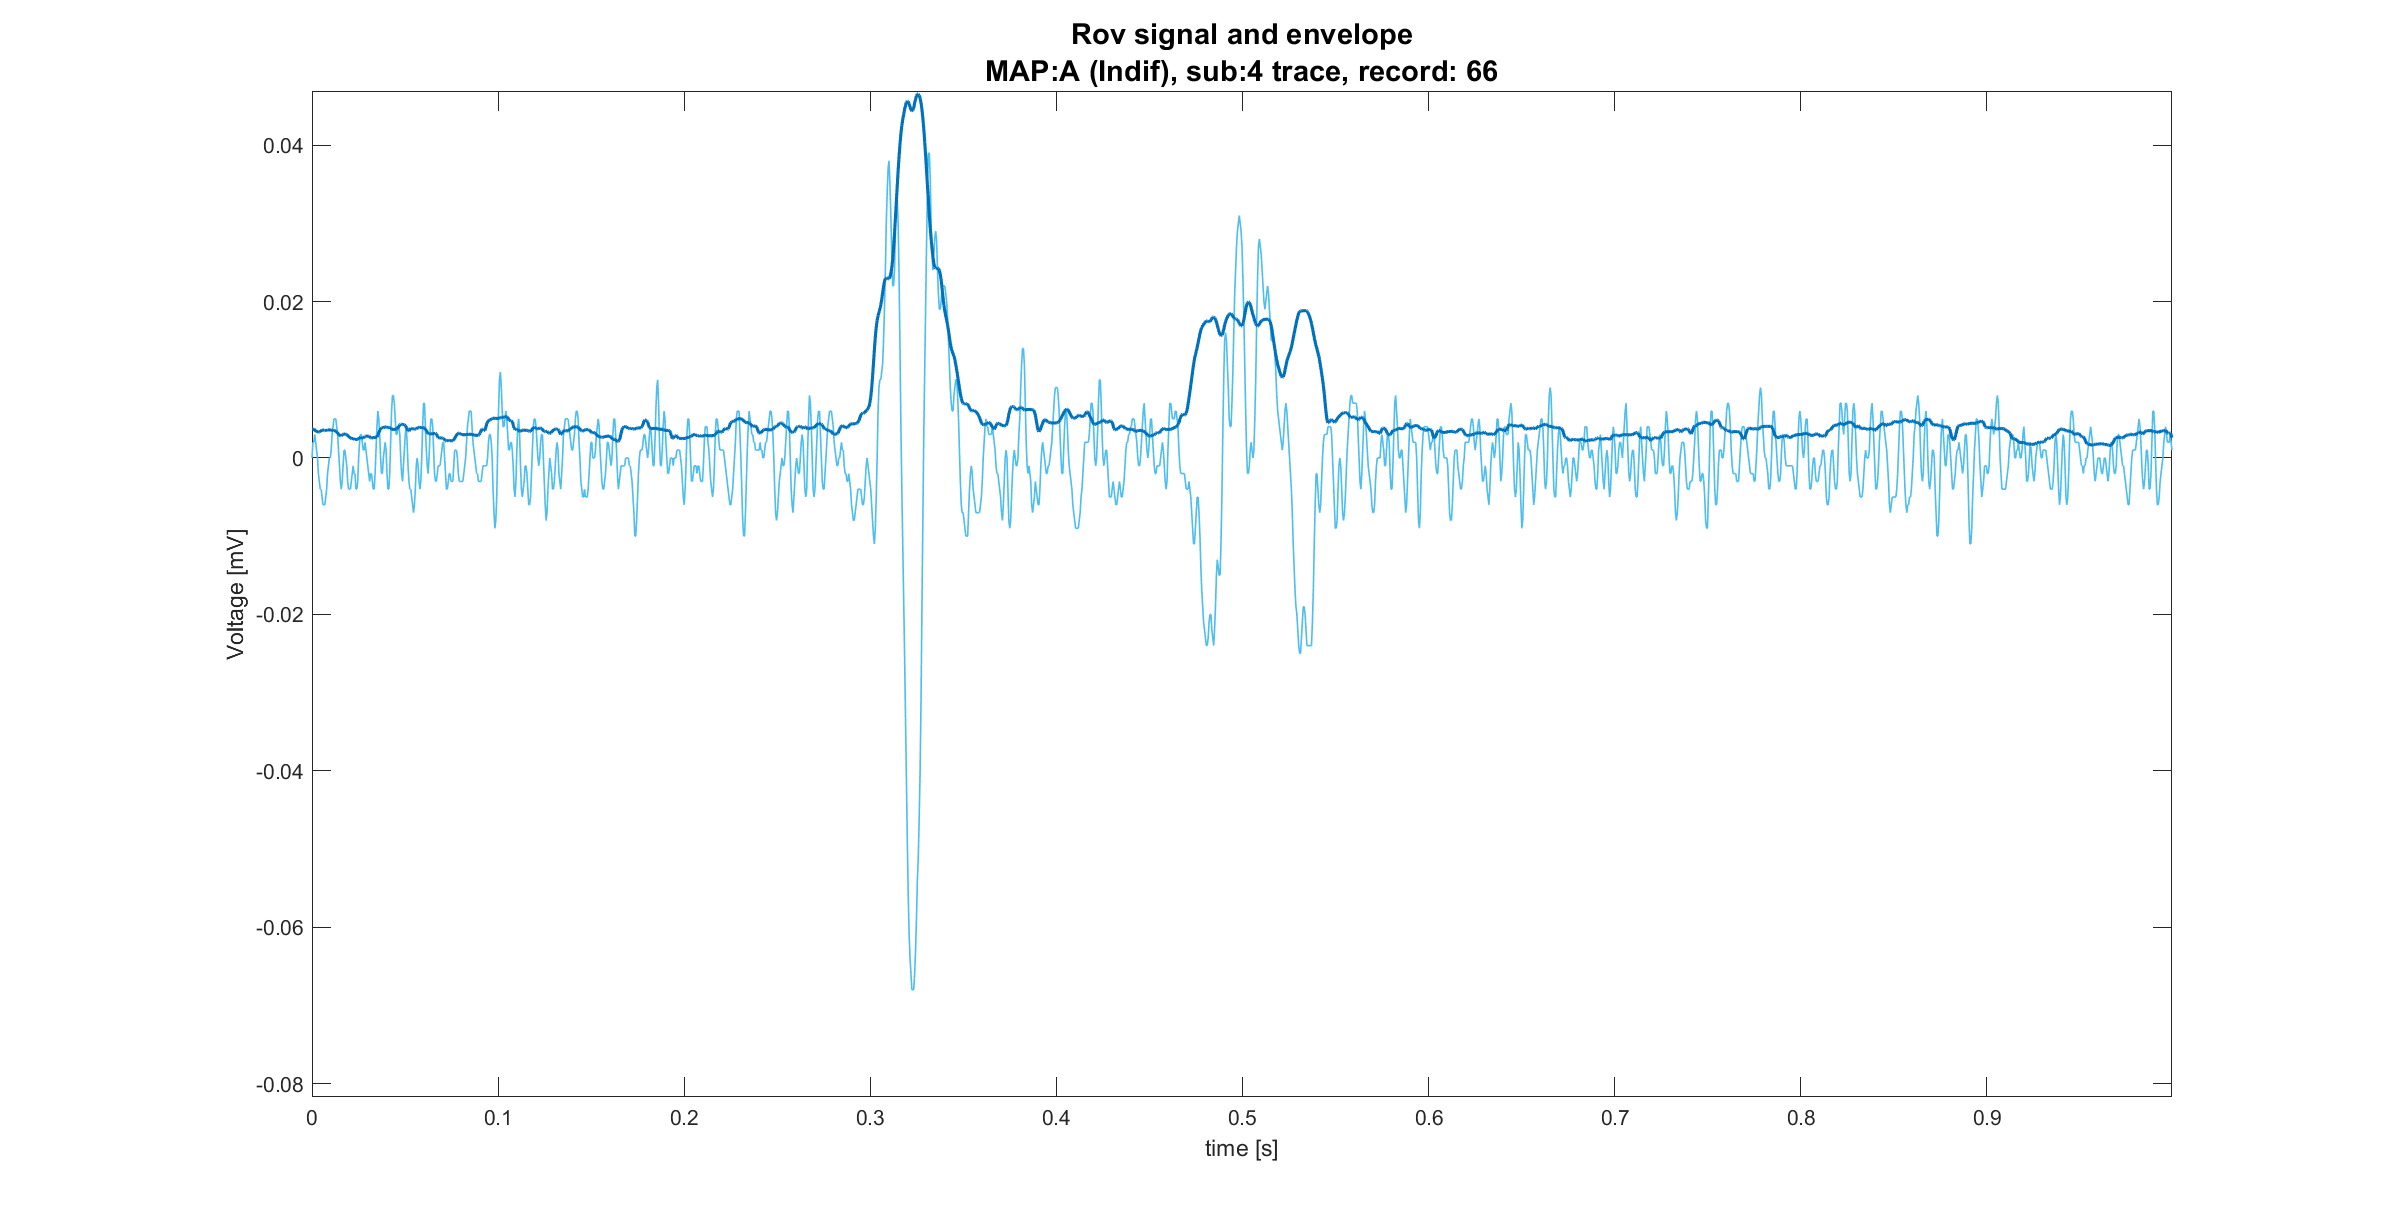 Rov signal and envelope
MAP:A (Indif), sub:4 trace, record: 66
0.04
0.02
0
-0.02
-0.04
-0.06
-0.08
Voltage [mV]
0 0.1 0.2 0.3 0.4 0.5 0.6 0.7 0.8 0.9
time [s]